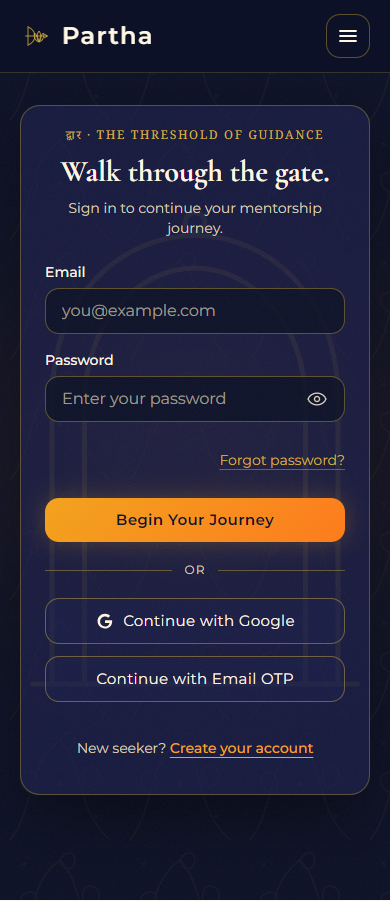 Partha
द्वार · THE THRESHOLD OF GUIDANCE
Walk through the gate.
Sign in to continue your mentorship
journey.
Email
you@example.com
Password
Enter your password
Forgot password?
Begin Your Journey
OR
G Continue with Google
Continue with Email OTP
New seeker? Create your account